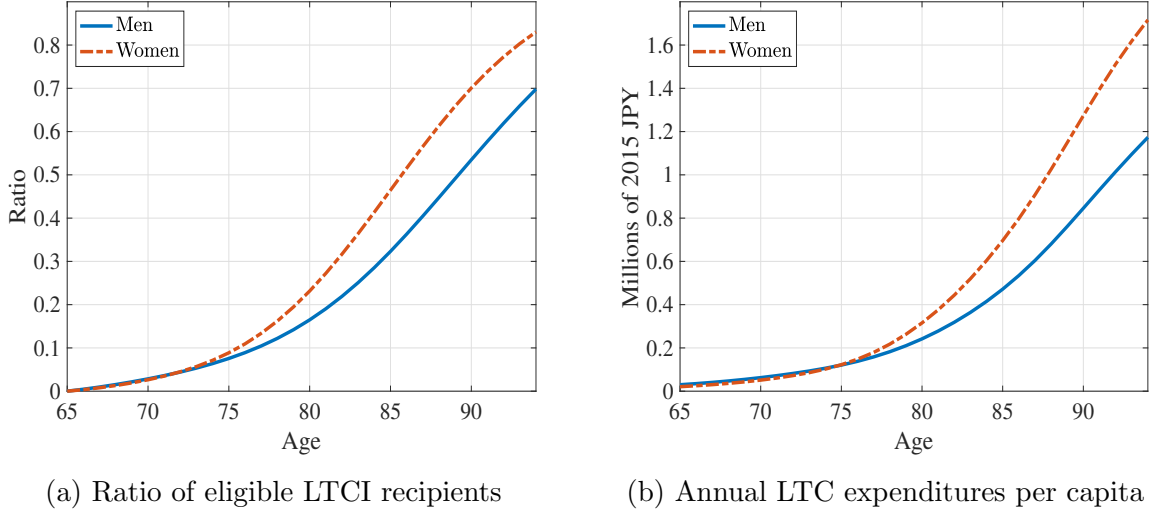 Men
Women
0.8
0.7
0.6
0.5
0.4
0.3
0.2
0.1
0
Ratio
65 70 75 80 85 90
Age
(a) Ratio of eligible LTCI recipients
Men
Women
1.6
1.4
1.2
1
0.8
0.6
0.4
0.2
0
Millions of 2015 JPY
65 70 75 80 85 90
Age
(b) Annual LTC expenditures per capita